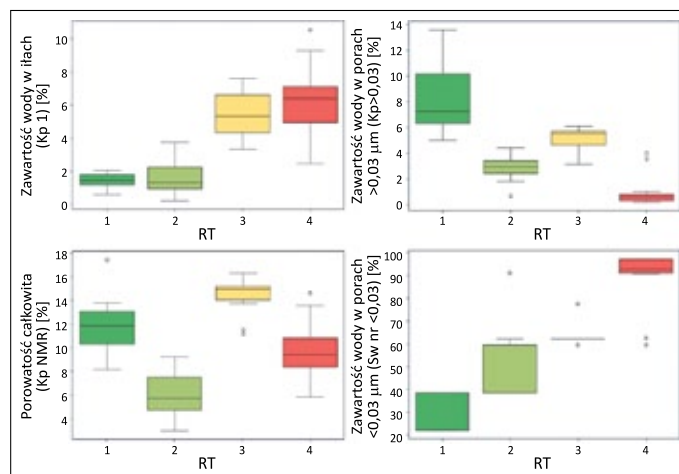 Zawartość wody w iłach
(Kp 1) [%]
10
8
6
4
2
0
1 2 3 4
RT
Zawartość wody w porach
>0,03 μm (Kp>0,03) [%]
14
12
10
8
6
4
2
0
1 2 3 4
RT
Porowatość całkowita
(Kp NMR) [%]
18
16
14
12
10
8
6
4
1 2 3 4
RT
Zawartość wody w porach
<0,03 μm (Sw nr <0,03) [%]
100
90
80
70
60
50
40
30
20
1 2 3 4
RT